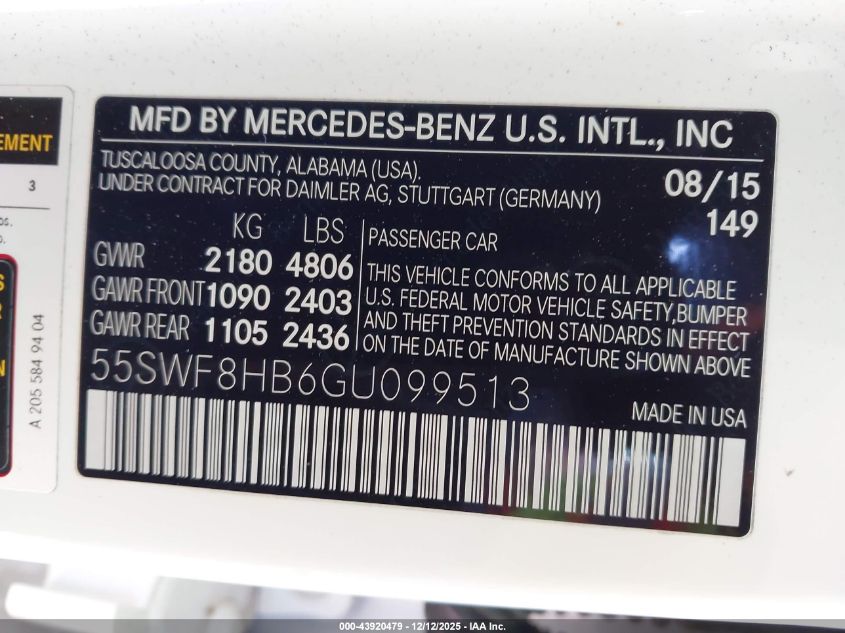 EMENT
3
A 205 584 94 04
MFD BY MERCEDES-BENZ U.S. INTL., INC
TUSCALOOSA COUNTY, ALABAMA (USA).
UNDER CONTRACT FOR DAIMLER AG, STUTTGART (GERMANY)
08/15
149
KG LBS
GVWR 2180 4806
GAWR FRONT 1090 2403
GAWR REAR 1105 2436
PASSENGER CAR
THIS VEHICLE CONFORMS TO ALL APPLICABLE
U.S. FEDERAL MOTOR VEHICLE SAFETY,BUMPER
AND THEFT PREVENTION STANDARDS IN EFFECT
ON THE DATE OF MANUFACTURE SHOWN ABOVE
55SWF8HB6GU099513
MADE IN USA
000-43920479 - 12/12/2025 - IAA Inc.